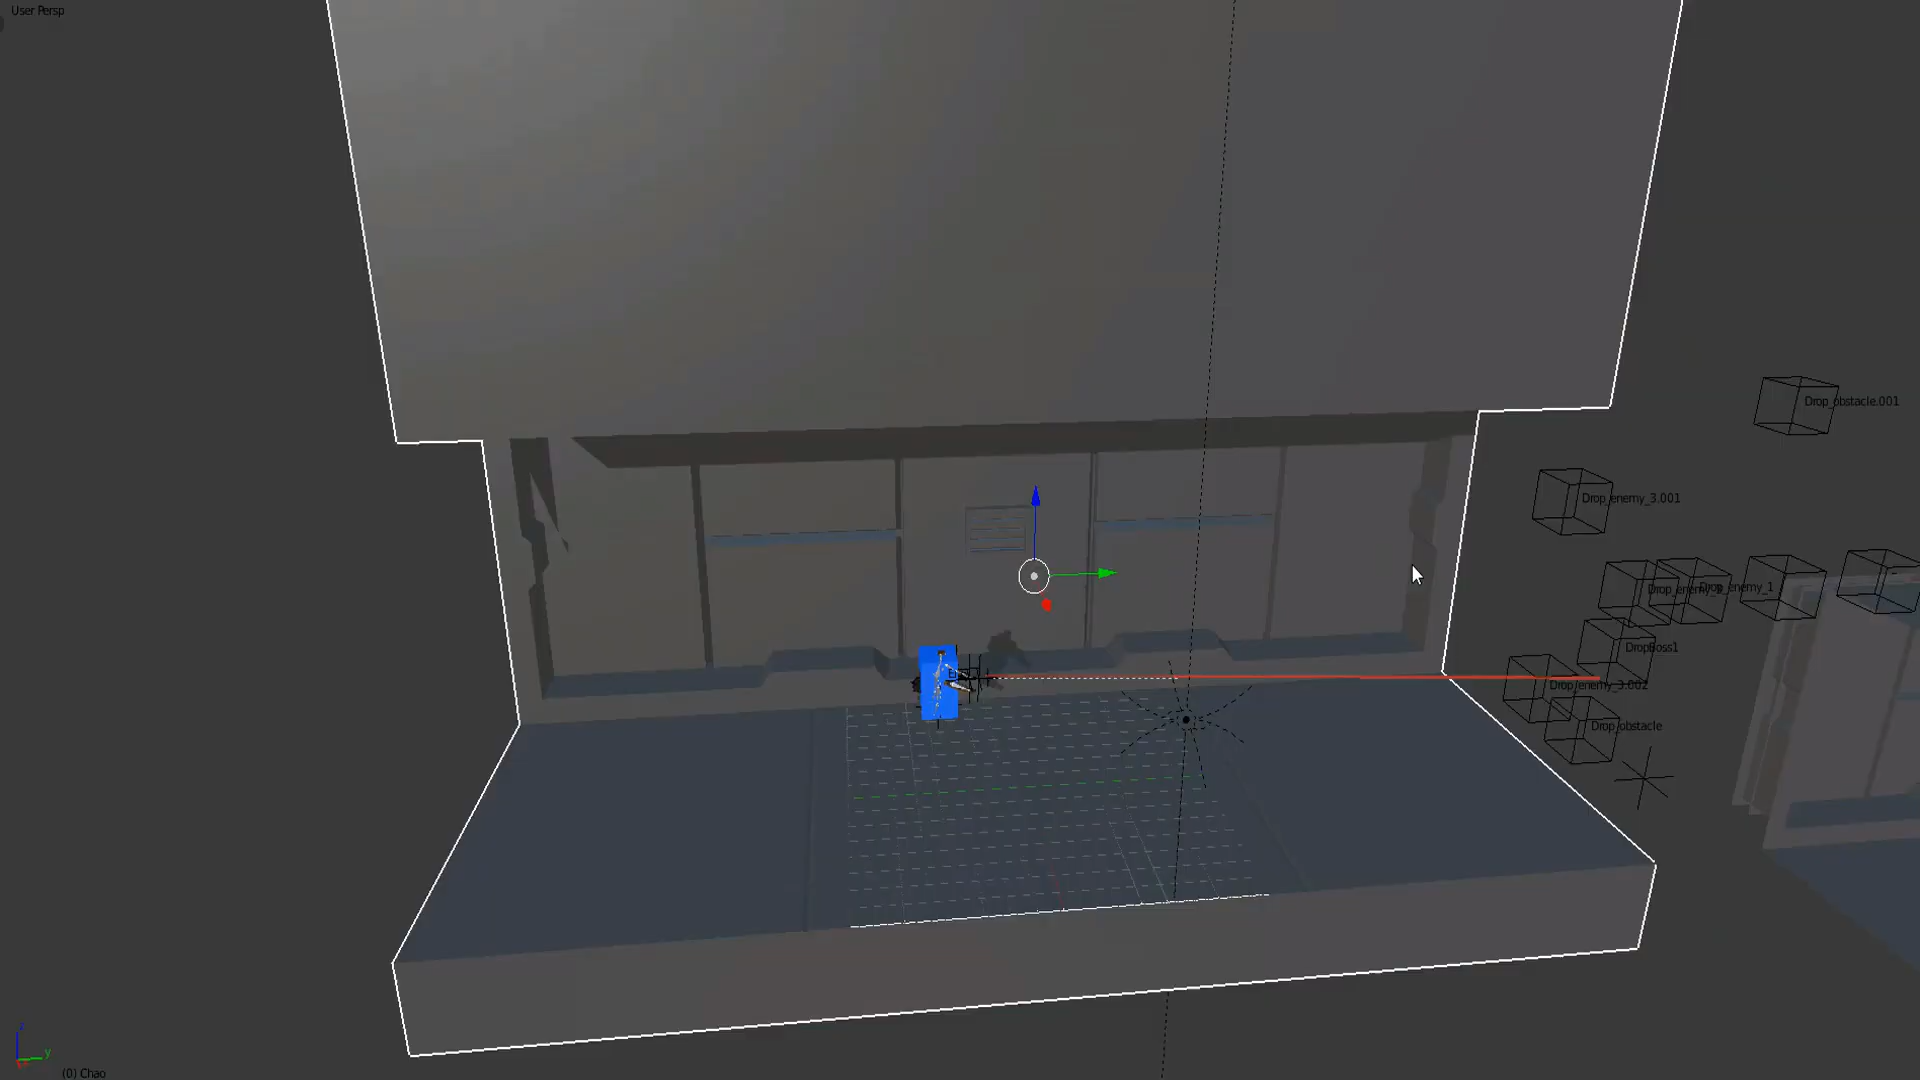 User Persp
Drop_obstacle.001
Drop_enemy_3.001
Drop_enemy_1
DropBoss1
Drop_enemy_3.002
Drop_obstacle
z
y
(0) Chao